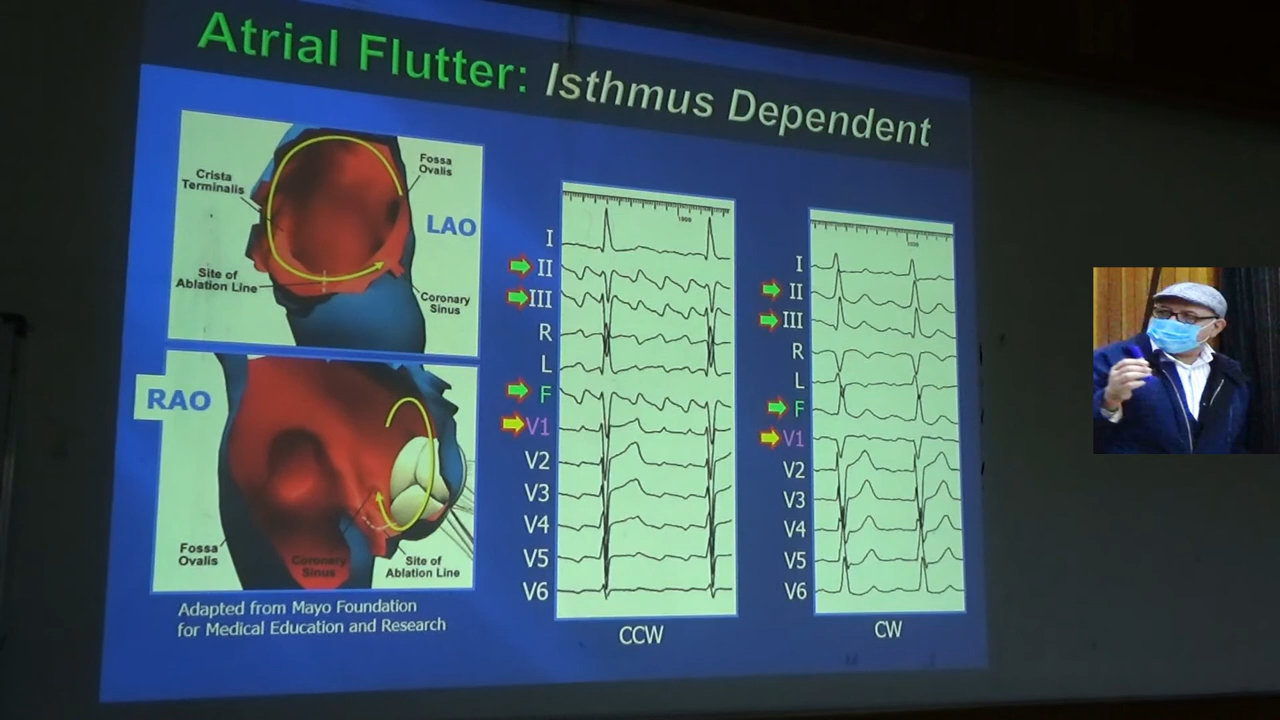 Atrial Flutter: Isthmus Dependent
Crista
Terminalis
Fossa
Ovalis
LAO
Site of
Ablation Line
Coronary
Sinus
RAO
Fossa
Ovalis
Coronary
Sinus
Site of
Ablation Line
Adapted from Mayo Foundation
for Medical Education and Research
I
II
III
R
L
F
V1
V2
V3
V4
V5
V6
CCW
I
II
III
R
L
F
V1
V2
V3
V4
V5
V6
CW